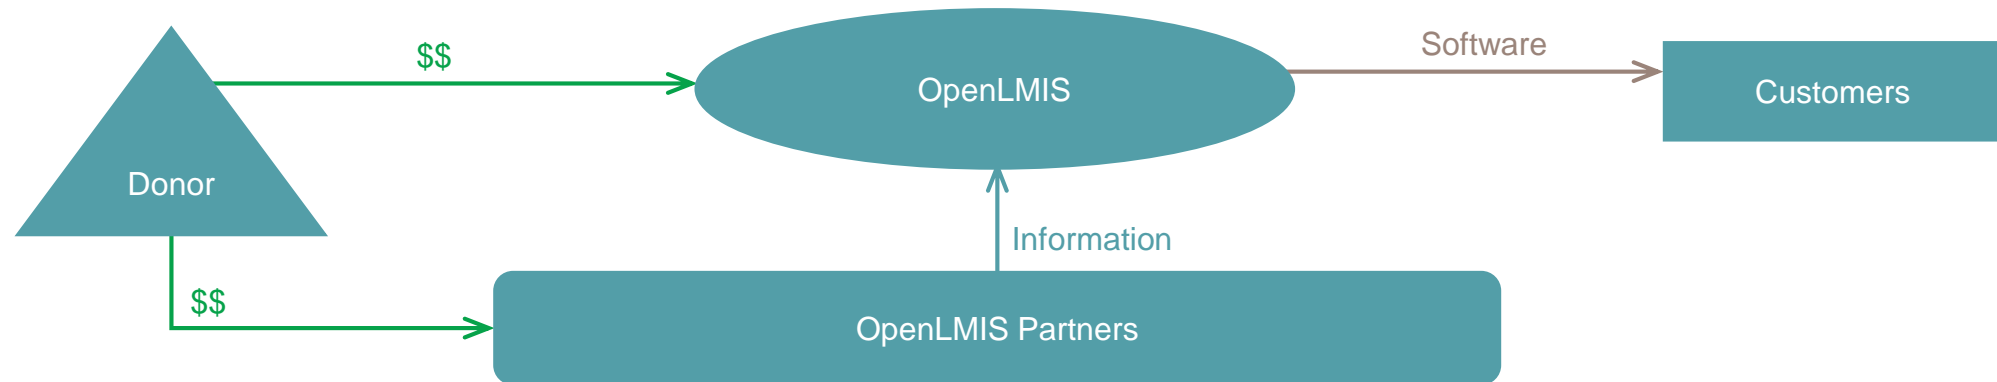 $$
Software
OpenLMIS
Customers
Donor
Information
$$
OpenLMIS Partners